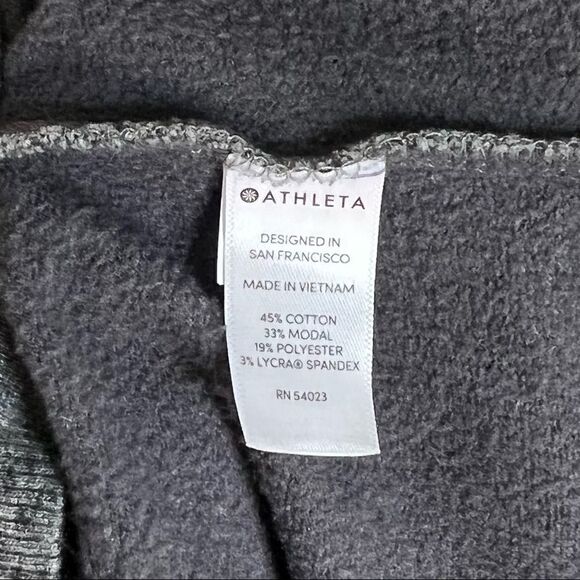 ATHLETA
DESIGNED IN
SAN FRANCISCO
MADE IN VIETNAM
45% COTTON
33% MODAL
19% POLYESTER
3% LYCRA® SPANDEX
RN 54023